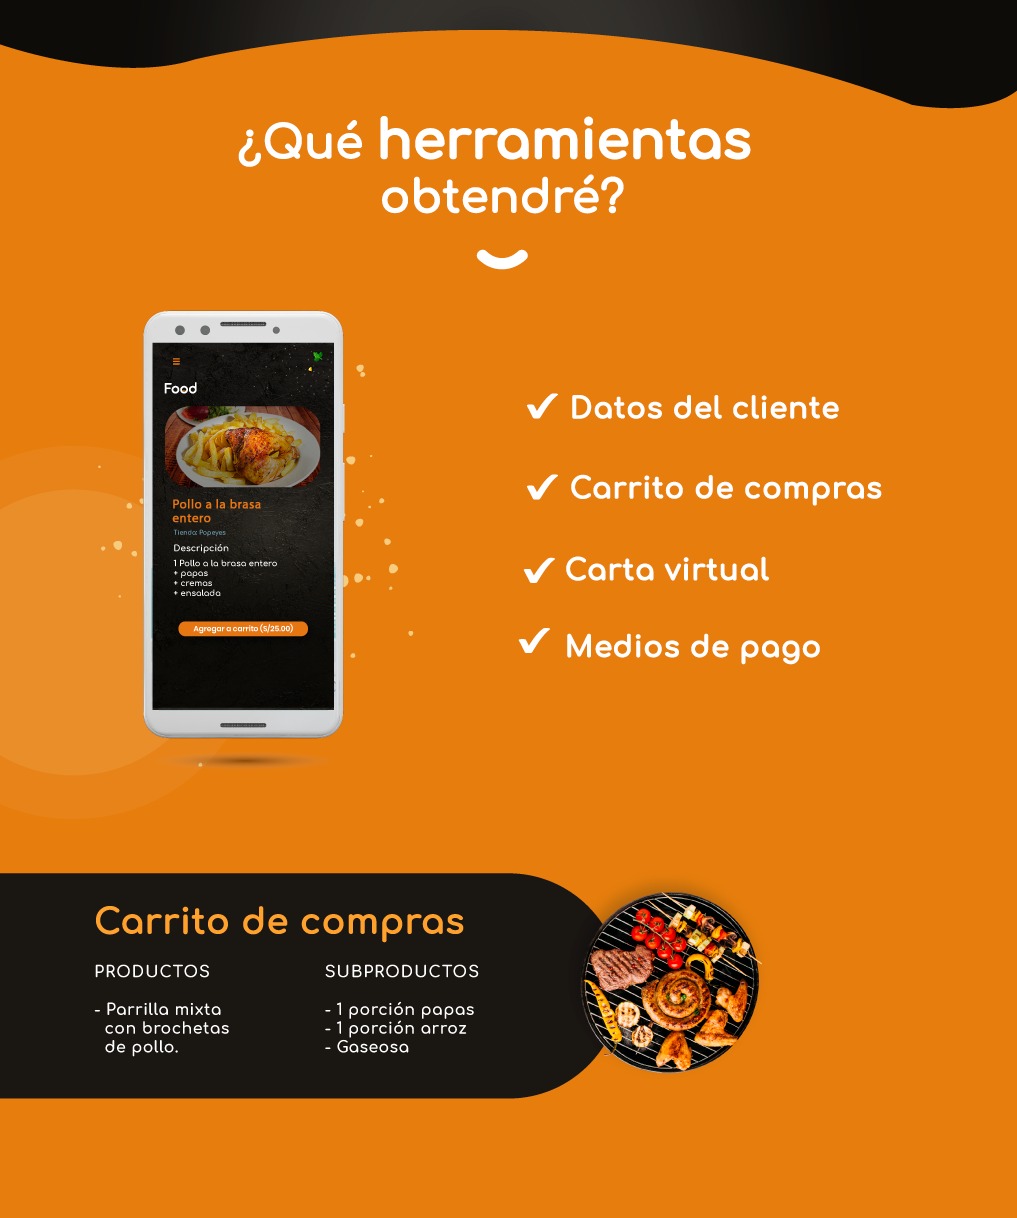 ¿Qué herramientas
obtendré?
Food
Pollo a la brasa
entero
Tienda: Popeyes
Descripción
1 Pollo a la brasa entero
+ papas
+ cremas
+ ensalada
Agregar a carrito (S/25.00)
✓ Datos del cliente
✓ Carrito de compras
✓ Carta virtual
✓ Medios de pago
Carrito de compras
PRODUCTOS
- Parrilla mixta
con brochetas
de pollo.
SUBPRODUCTOS
- 1 porción papas
- 1 porción arroz
- Gaseosa